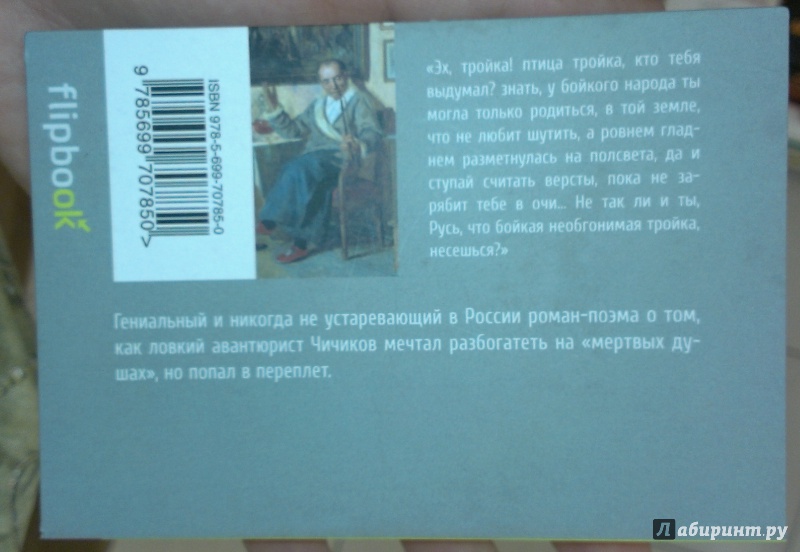 flipbook
ISBN 978-5-699-70785-0
9 785699 707850>
«Эх, тройка! птица тройка, кто тебя
выдумал? знать, у бойкого народа ты
могла только родиться, в той земле,
что не любит шутить, а ровнем глад-
нем разметнулась на полсвета, да и
ступай считать версты, пока не за-
рябит тебе в очи... Не так ли и ты,
Русь, что бойкая необгонимая тройка,
несешься?»
Гениальный и никогда не устаревающий в России роман-поэма о том,
как ловкий авантюрист Чичиков мечтал разбогатеть на «мертвых ду-
шах», но попал в переплет.
Лабиринт.ру